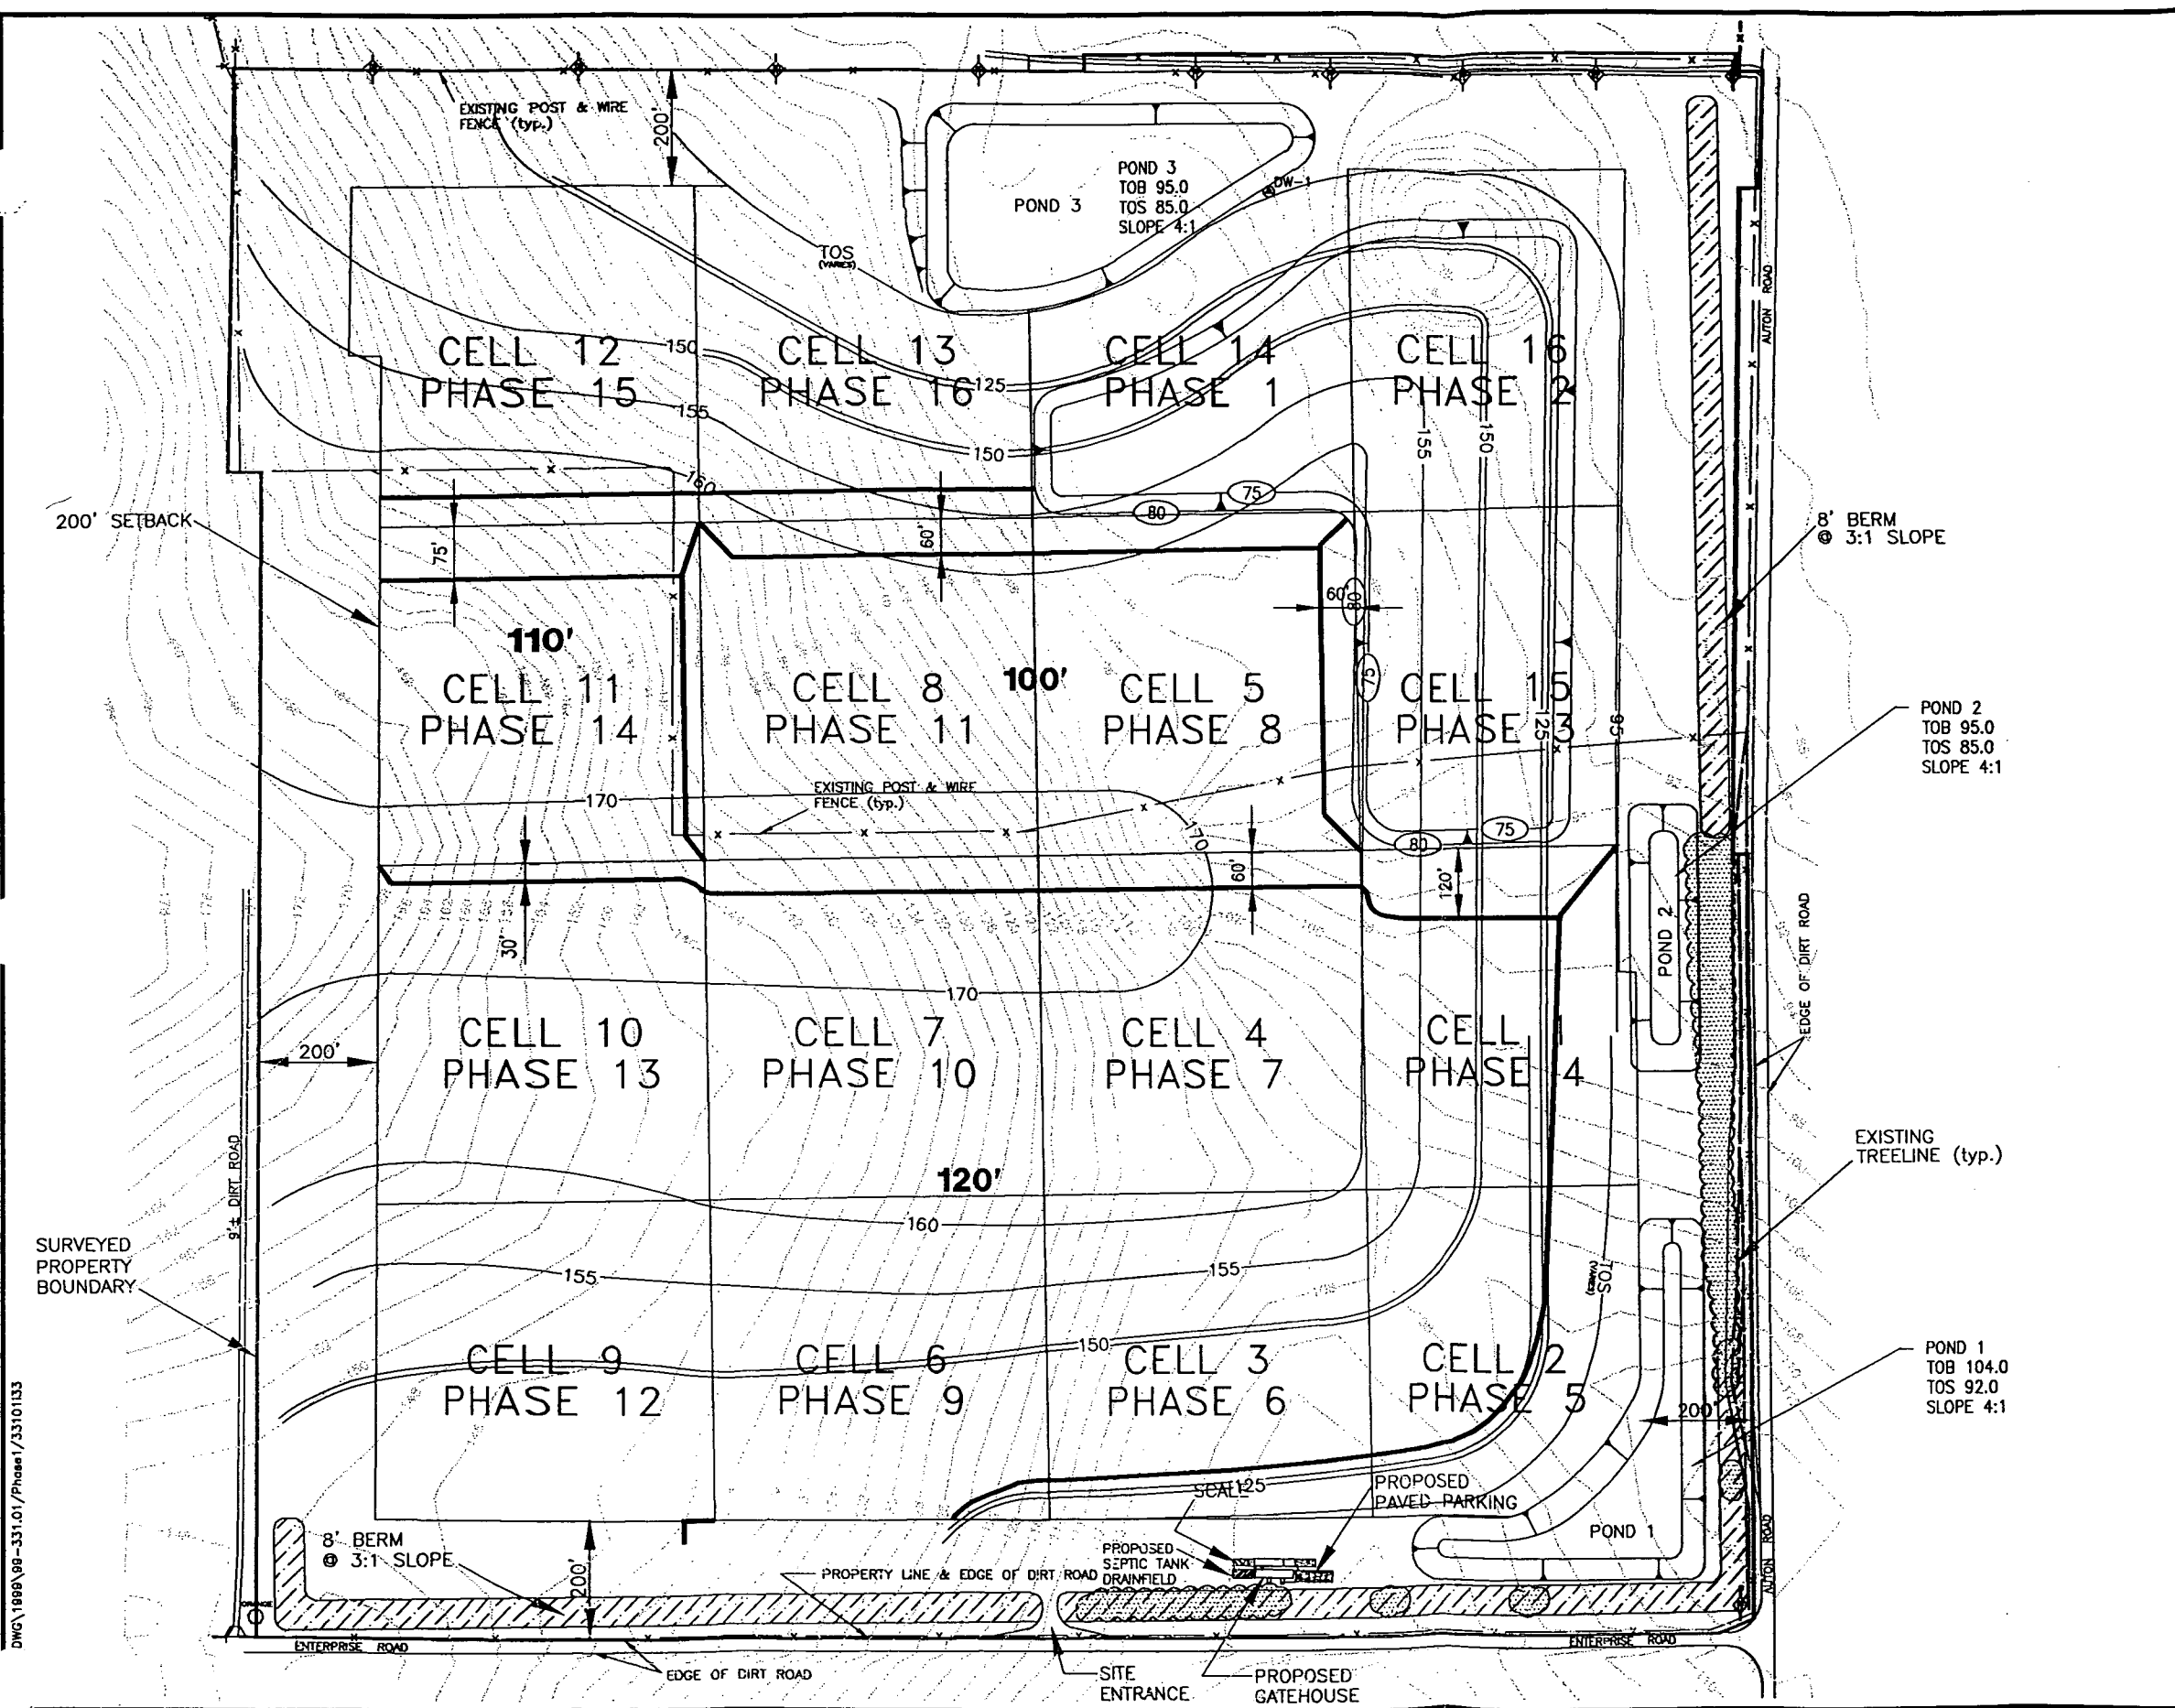 EXISTING POST & WIRE
FENCE (typ.)
200'
POND 3
POND 3
TOB 95.0
TOS 85.0
SLOPE 4:1
DW-1
TOS
(VARIES)
AUTON ROAD
CELL 12
PHASE 15
CELL 13
PHASE 16
CELL 14
PHASE 1
CELL 16
PHASE 2
150
125
155
150
160
155
150
75
80
200' SETBACK
75'
60'
8' BERM
@ 3:1 SLOPE
60'
80
110'
100'
CELL 11
PHASE 14
CELL 8
PHASE 11
CELL 5
PHASE 8
75
CELL 15
PHASE 3
125
95
POND 2
TOB 95.0
TOS 85.0
SLOPE 4:1
EXISTING POST & WIRE
FENCE (typ.)
170
170
75
80
60'
120'
30'
POND 2
EDGE OF DIRT ROAD
170
CELL 10
PHASE 13
CELL 7
PHASE 10
CELL 4
PHASE 7
CELL 1
PHASE 4
200'
9'± DIRT ROAD
EXISTING
TREELINE (typ.)
120'
160
SURVEYED
PROPERTY
BOUNDARY
155
155
TOS
(VARIES)
150
CELL 9
PHASE 12
CELL 6
PHASE 9
CELL 3
PHASE 6
CELL 2
PHASE 5
POND 1
TOB 104.0
TOS 92.0
SLOPE 4:1
200'
SCALE
125
PROPOSED
PAVED PARKING
POND 1
8' BERM
@ 3:1 SLOPE
200'
PROPERTY LINE & EDGE OF DIRT ROAD
PROPOSED
SEPTIC TANK
DRAINFIELD
AUTON ROAD
ENTERPRISE ROAD
ENTERPRISE ROAD
EDGE OF DIRT ROAD
SITE
ENTRANCE
PROPOSED
GATEHOUSE
DWG\1999\99-331.01/Phase1/33101133